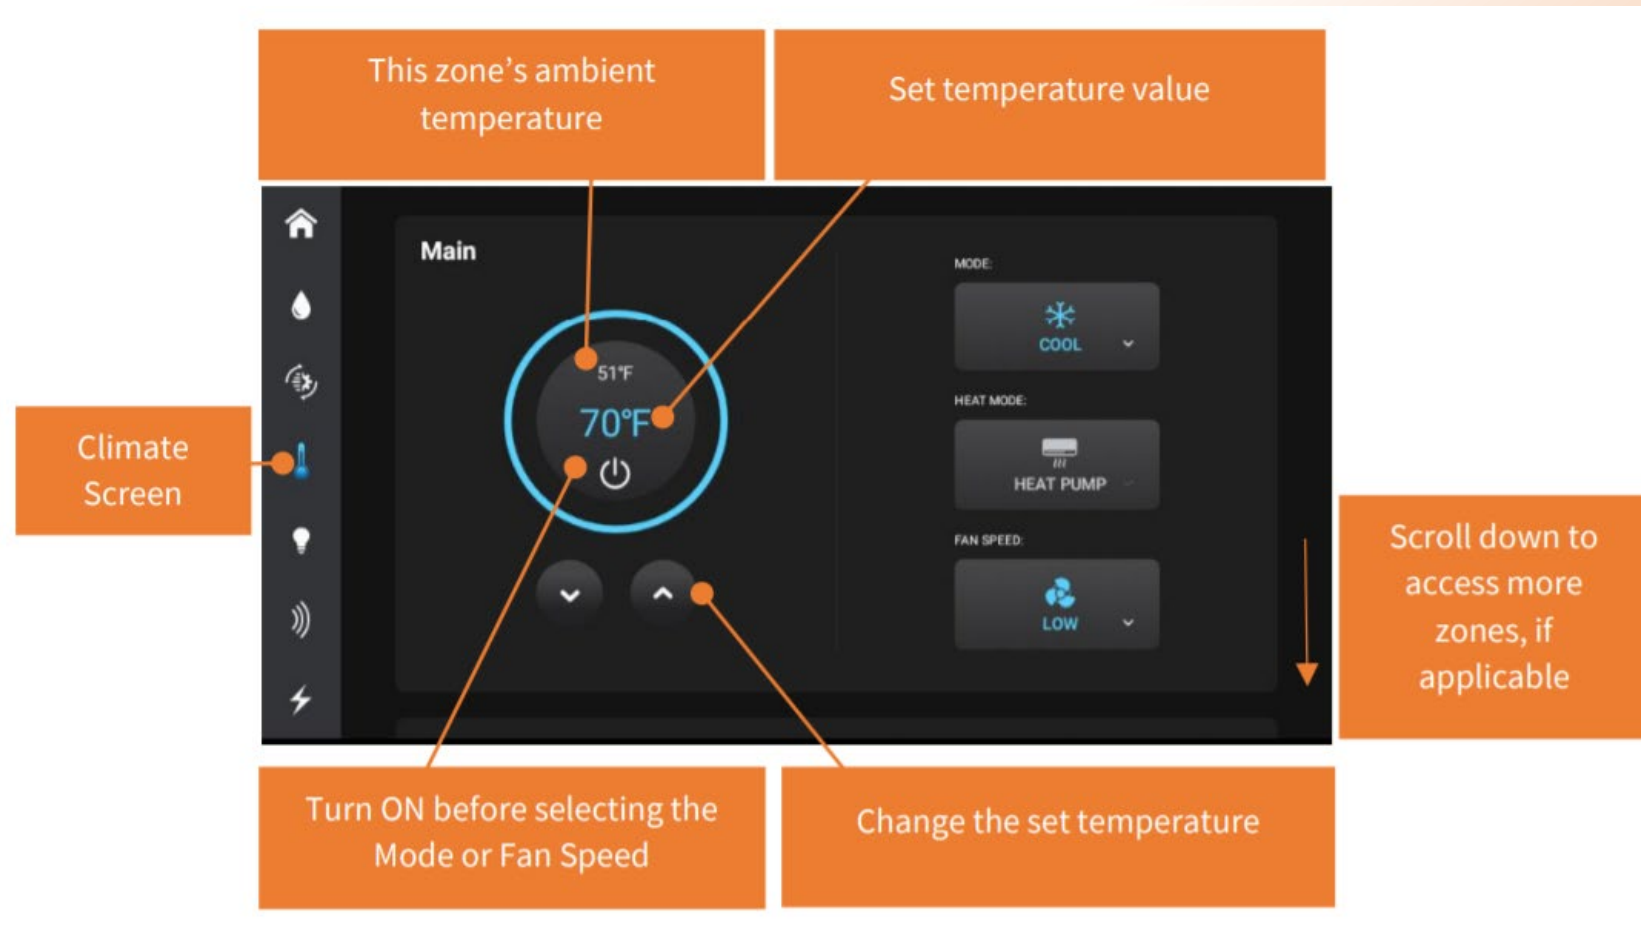 This zone’s ambient
temperature
Set temperature value
Main
MODE:
COOL
51°F
70°F
HEAT MODE:
HEAT PUMP
FAN SPEED:
LOW
Climate
Screen
Scroll down to
access more
zones, if
applicable
Turn ON before selecting the
Mode or Fan Speed
Change the set temperature